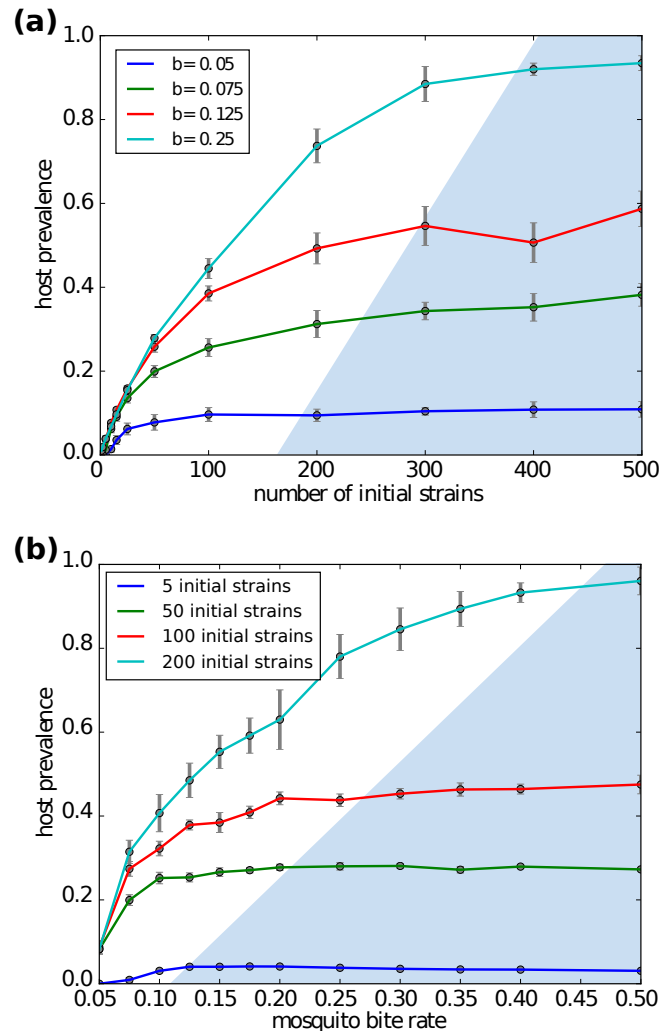 (a)
1.0
0.8
0.6
0.4
0.2
0.0
host prevalence
b=0.05
b=0.075
b=0.125
b=0.25
0 100 200 300 400 500
number of initial strains
(b)
1.0
0.8
0.6
0.4
0.2
0.0
host prevalence
5 initial strains
50 initial strains
100 initial strains
200 initial strains
0.05 0.10 0.15 0.20 0.25 0.30 0.35 0.40 0.45 0.50
mosquito bite rate